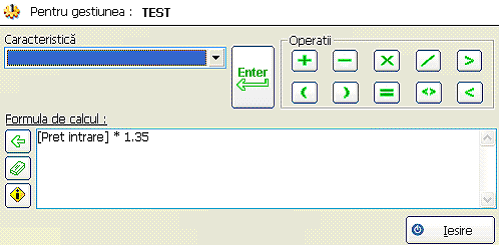 Pentru gestiunea : TEST
Caracteristică
Operatii
Enter
+ − × / >
( ) = <> <
Formula de calcul :
[Pret intrare] * 1.35
Iesire